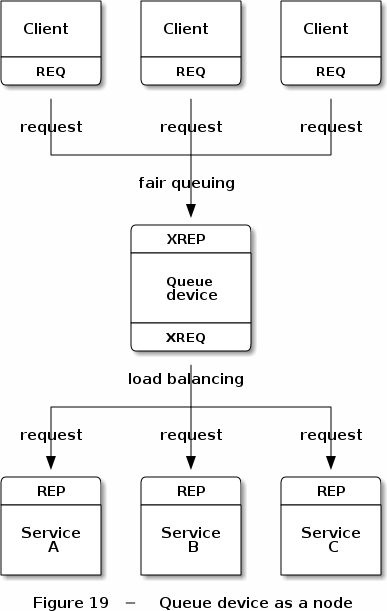 Client Client Client
REQ REQ REQ
request request request
fair queuing
XREP
Queue
device
XREQ
load balancing
request request request
REP REP REP
Service Service Service
A B C
Figure 19 − Queue device as a node